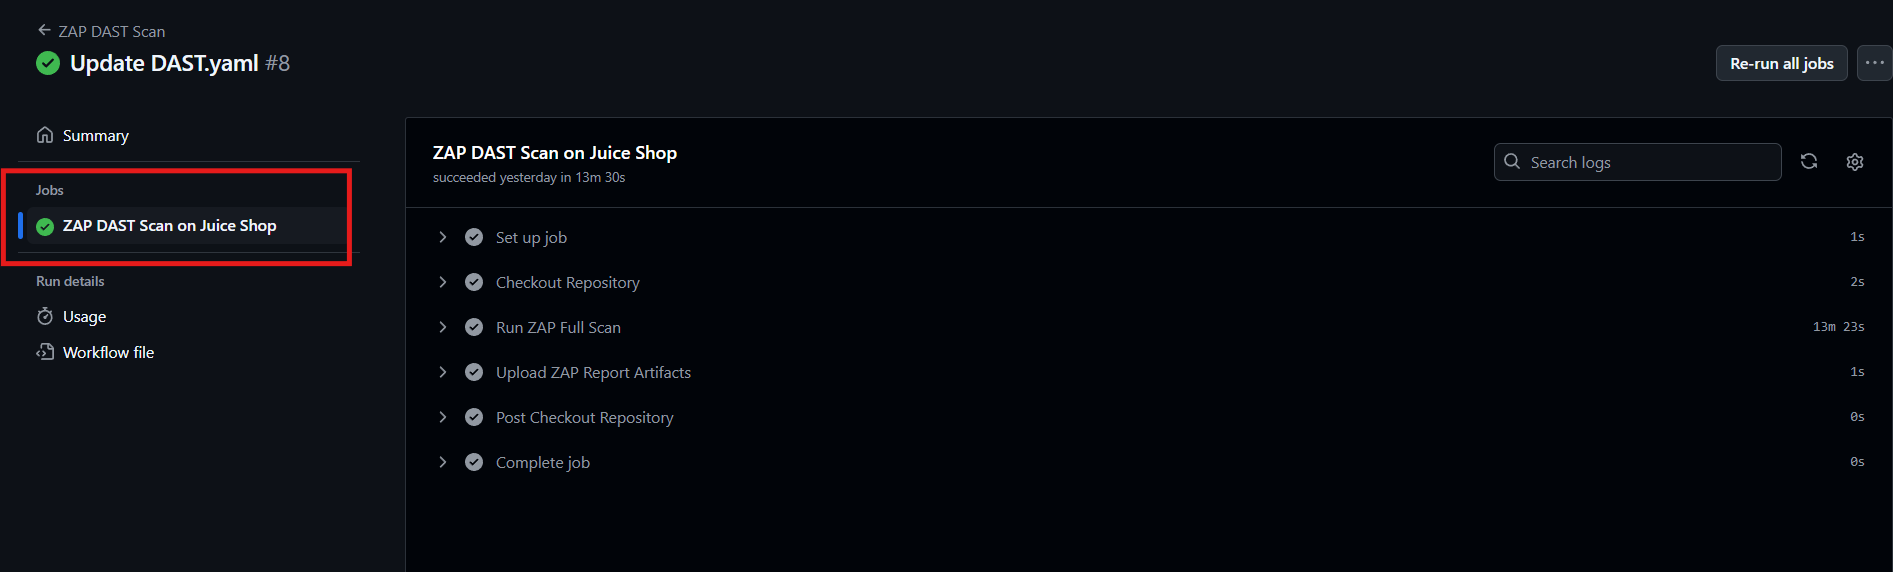 ZAP DAST Scan
Update DAST.yaml #8
Re-run all jobs
Summary
Jobs
ZAP DAST Scan on Juice Shop
Run details
Usage
Workflow file
ZAP DAST Scan on Juice Shop
succeeded yesterday in 13m 30s
Search logs
Set up job 1s
Checkout Repository 2s
Run ZAP Full Scan 13m 23s
Upload ZAP Report Artifacts 1s
Post Checkout Repository 0s
Complete job 0s